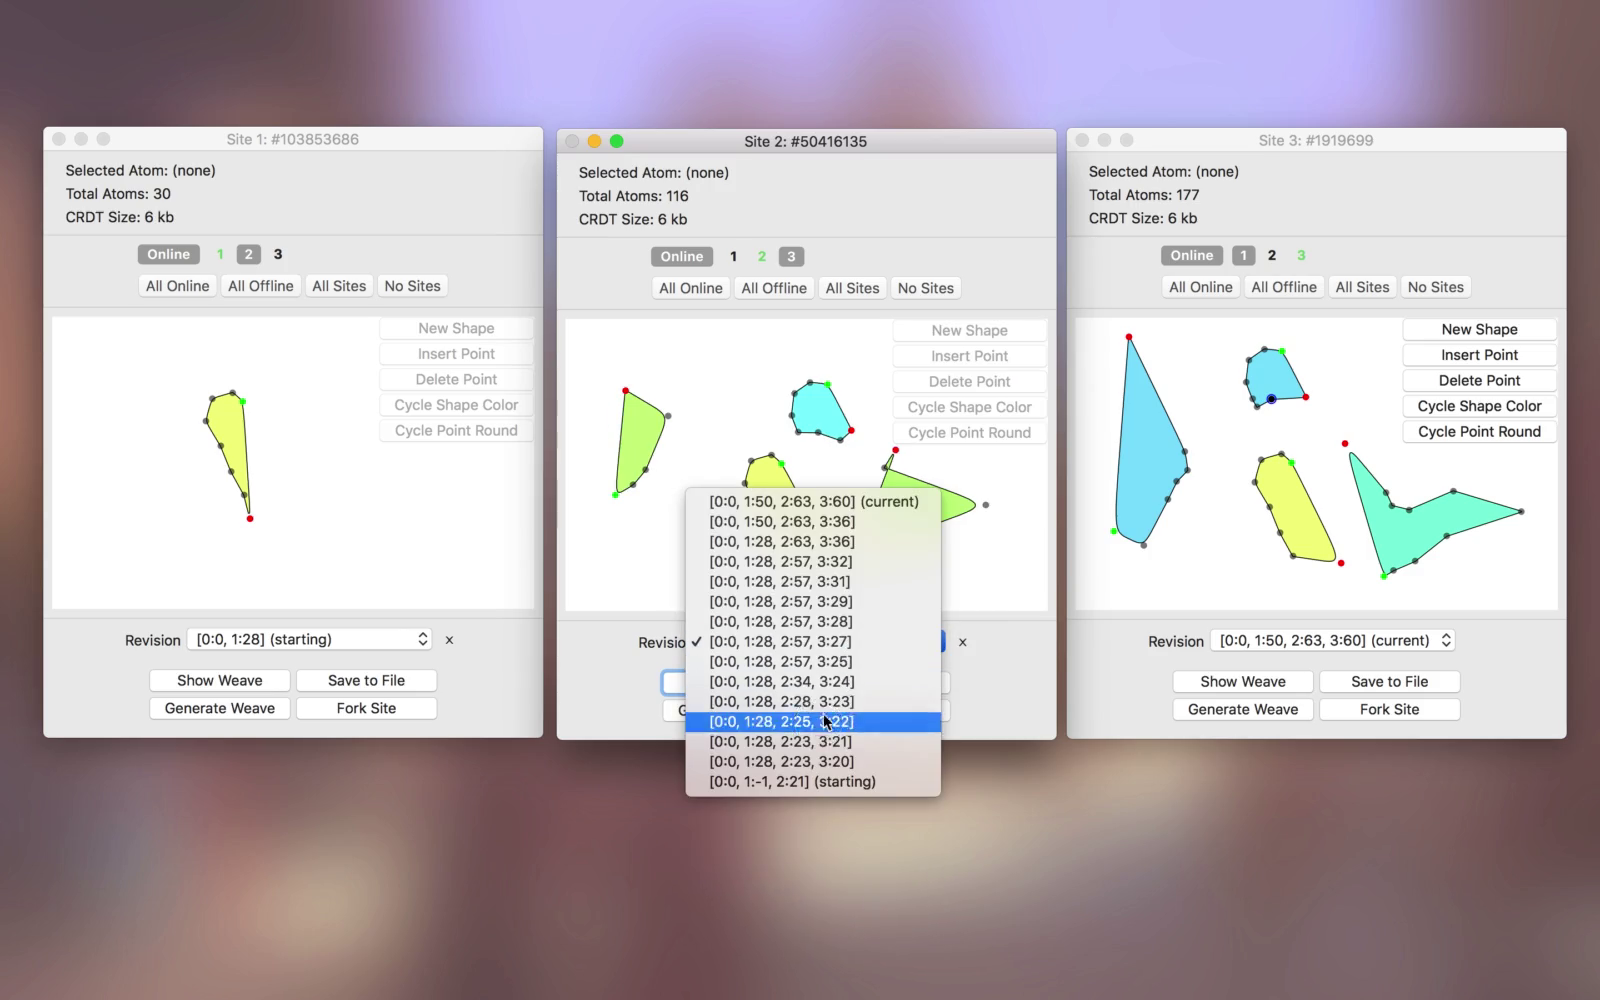 Site 1: #103853686
Selected Atom: (none)
Total Atoms: 30
CRDT Size: 6 kb
Online 1 2 3
All Online All Offline All Sites No Sites
New Shape
Insert Point
Delete Point
Cycle Shape Color
Cycle Point Round
Revision [0:0, 1:28] (starting) x
Show Weave Save to File
Generate Weave Fork Site
Site 2: #50416135
Selected Atom: (none)
Total Atoms: 116
CRDT Size: 6 kb
Online 1 2 3
All Online All Offline All Sites No Sites
New Shape
Insert Point
Delete Point
Cycle Shape Color
Cycle Point Round
[0:0, 1:50, 2:63, 3:60] (current)
[0:0, 1:50, 2:63, 3:36]
[0:0, 1:28, 2:63, 3:36]
[0:0, 1:28, 2:57, 3:32]
[0:0, 1:28, 2:57, 3:31]
[0:0, 1:28, 2:57, 3:29]
[0:0, 1:28, 2:57, 3:28]
Revisio ✓ [0:0, 1:28, 2:57, 3:27] x
[0:0, 1:28, 2:57, 3:25]
[0:0, 1:28, 2:34, 3:24]
G [0:0, 1:28, 2:28, 3:23]
[0:0, 1:28, 2:25, :22]
[0:0, 1:28, 2:23, 3:21]
[0:0, 1:28, 2:23, 3:20]
[0:0, 1:-1, 2:21] (starting)
Site 3: #1919699
Selected Atom: (none)
Total Atoms: 177
CRDT Size: 6 kb
Online 1 2 3
All Online All Offline All Sites No Sites
New Shape
Insert Point
Delete Point
Cycle Shape Color
Cycle Point Round
Revision [0:0, 1:50, 2:63, 3:60] (current)
Show Weave Save to File
Generate Weave Fork Site